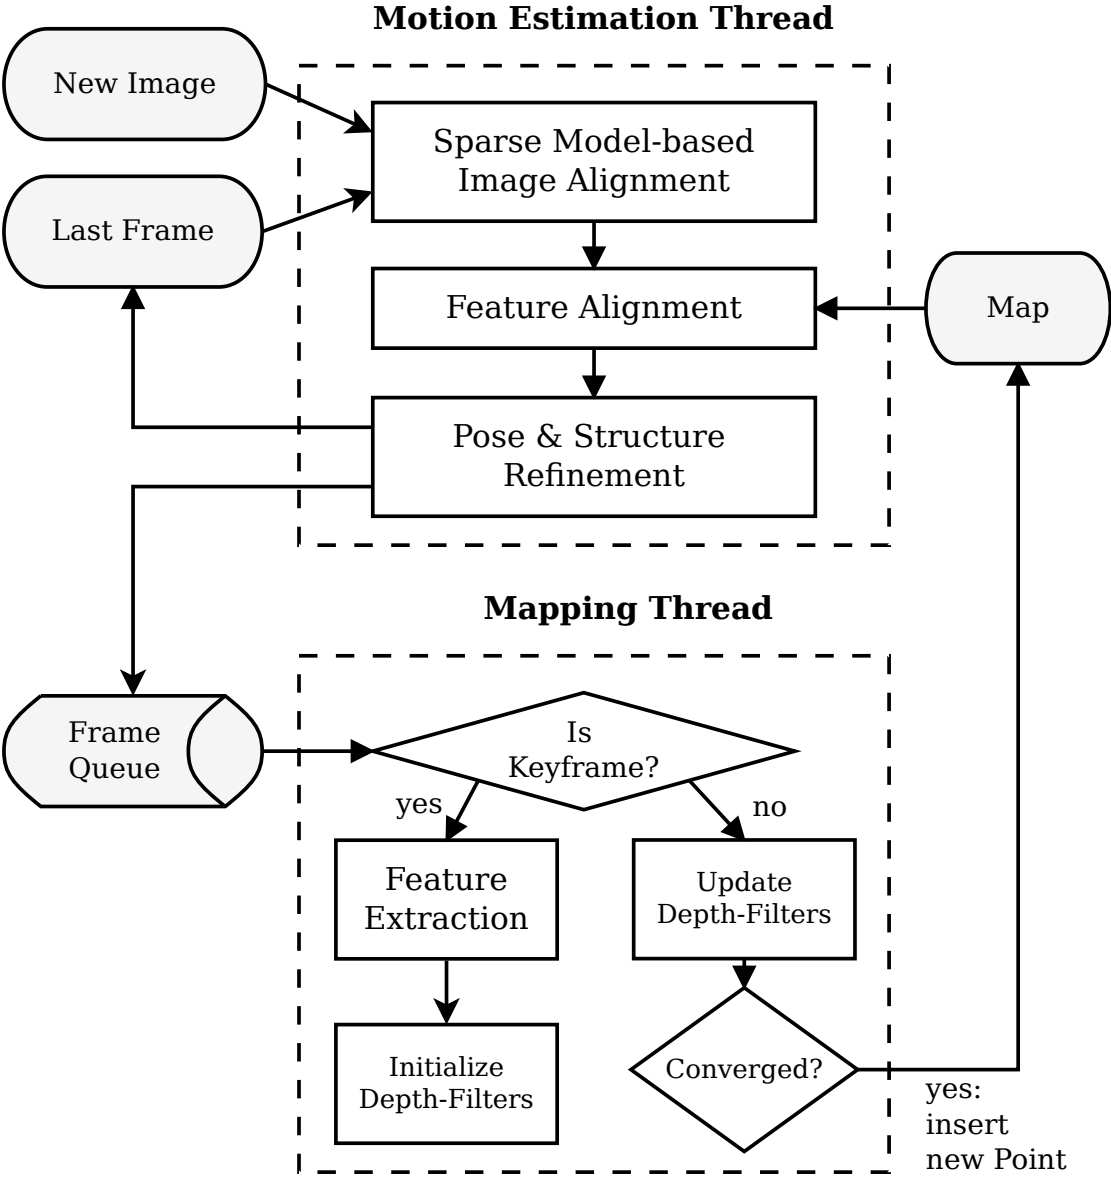 Motion Estimation Thread
New Image
Sparse Model-based
Image Alignment
Last Frame
Feature Alignment
Map
Pose & Structure
Refinement
Mapping Thread
Frame
Queue
Is
Keyframe?
yes
no
Feature
Extraction
Update
Depth-Filters
Initialize
Depth-Filters
Converged?
yes:
insert
new Point